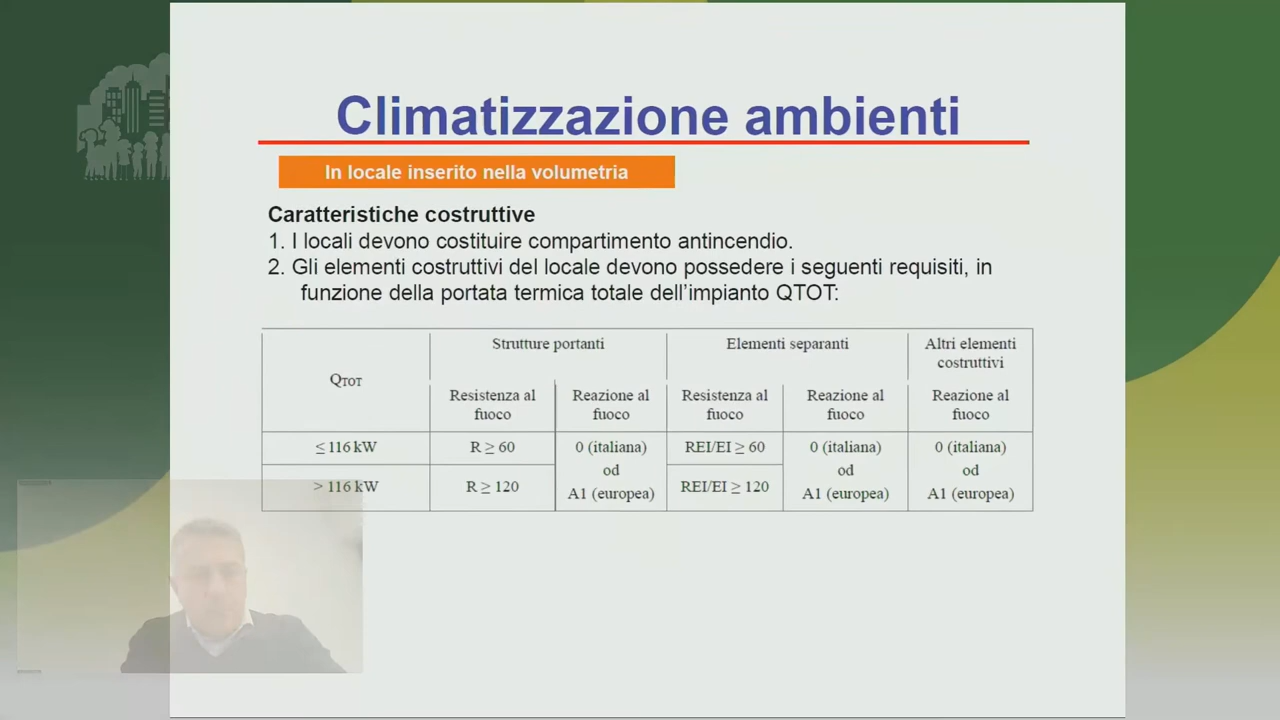 Climatizzazione ambienti
In locale inserito nella volumetria
Caratteristiche costruttive
1. I locali devono costituire compartimento antincendio.
2. Gli elementi costruttivi del locale devono possedere i seguenti requisiti, in
funzione della portata termica totale dell'impianto QTOT:
QTOT
Strutture portanti
Elementi separanti
Altri elementi
costruttivi
Resistenza al
fuoco
Reazione al
fuoco
Resistenza al
fuoco
Reazione al
fuoco
Reazione al
fuoco
≤ 116 kW
R ≥ 60
0 (italiana)
od
A1 (europea)
REI/EI ≥ 60
0 (italiana)
od
A1 (europea)
0 (italiana)
od
A1 (europea)
> 116 kW
R ≥ 120
REI/EI ≥ 120